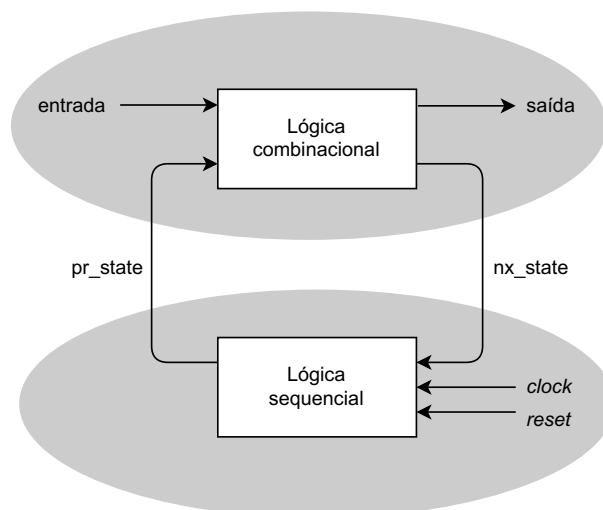 entrada
Lógica
combinacional
saída
pr_state
nx_state
Lógica
sequencial
clock
reset